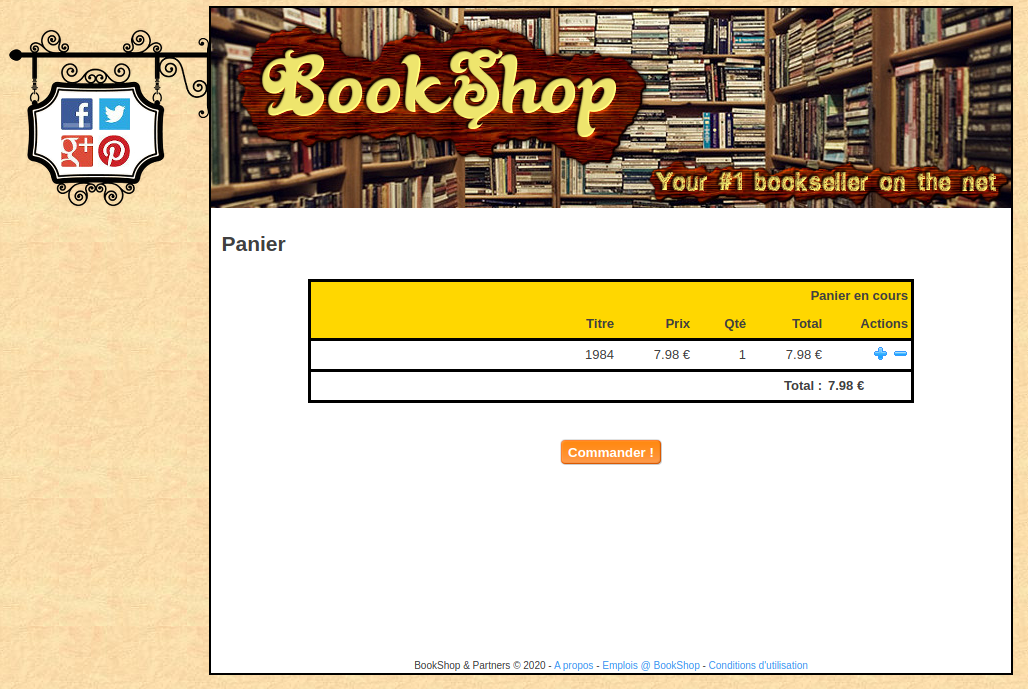 BookShop
Your #1 bookseller on the net
Panier
Panier en cours
Titre Prix Qté Total Actions
1984 7.98 € 1 7.98 €
Total : 7.98 €
Commander !
BookShop & Partners © 2020 - A propos - Emplois @ BookShop - Conditions d'utilisation